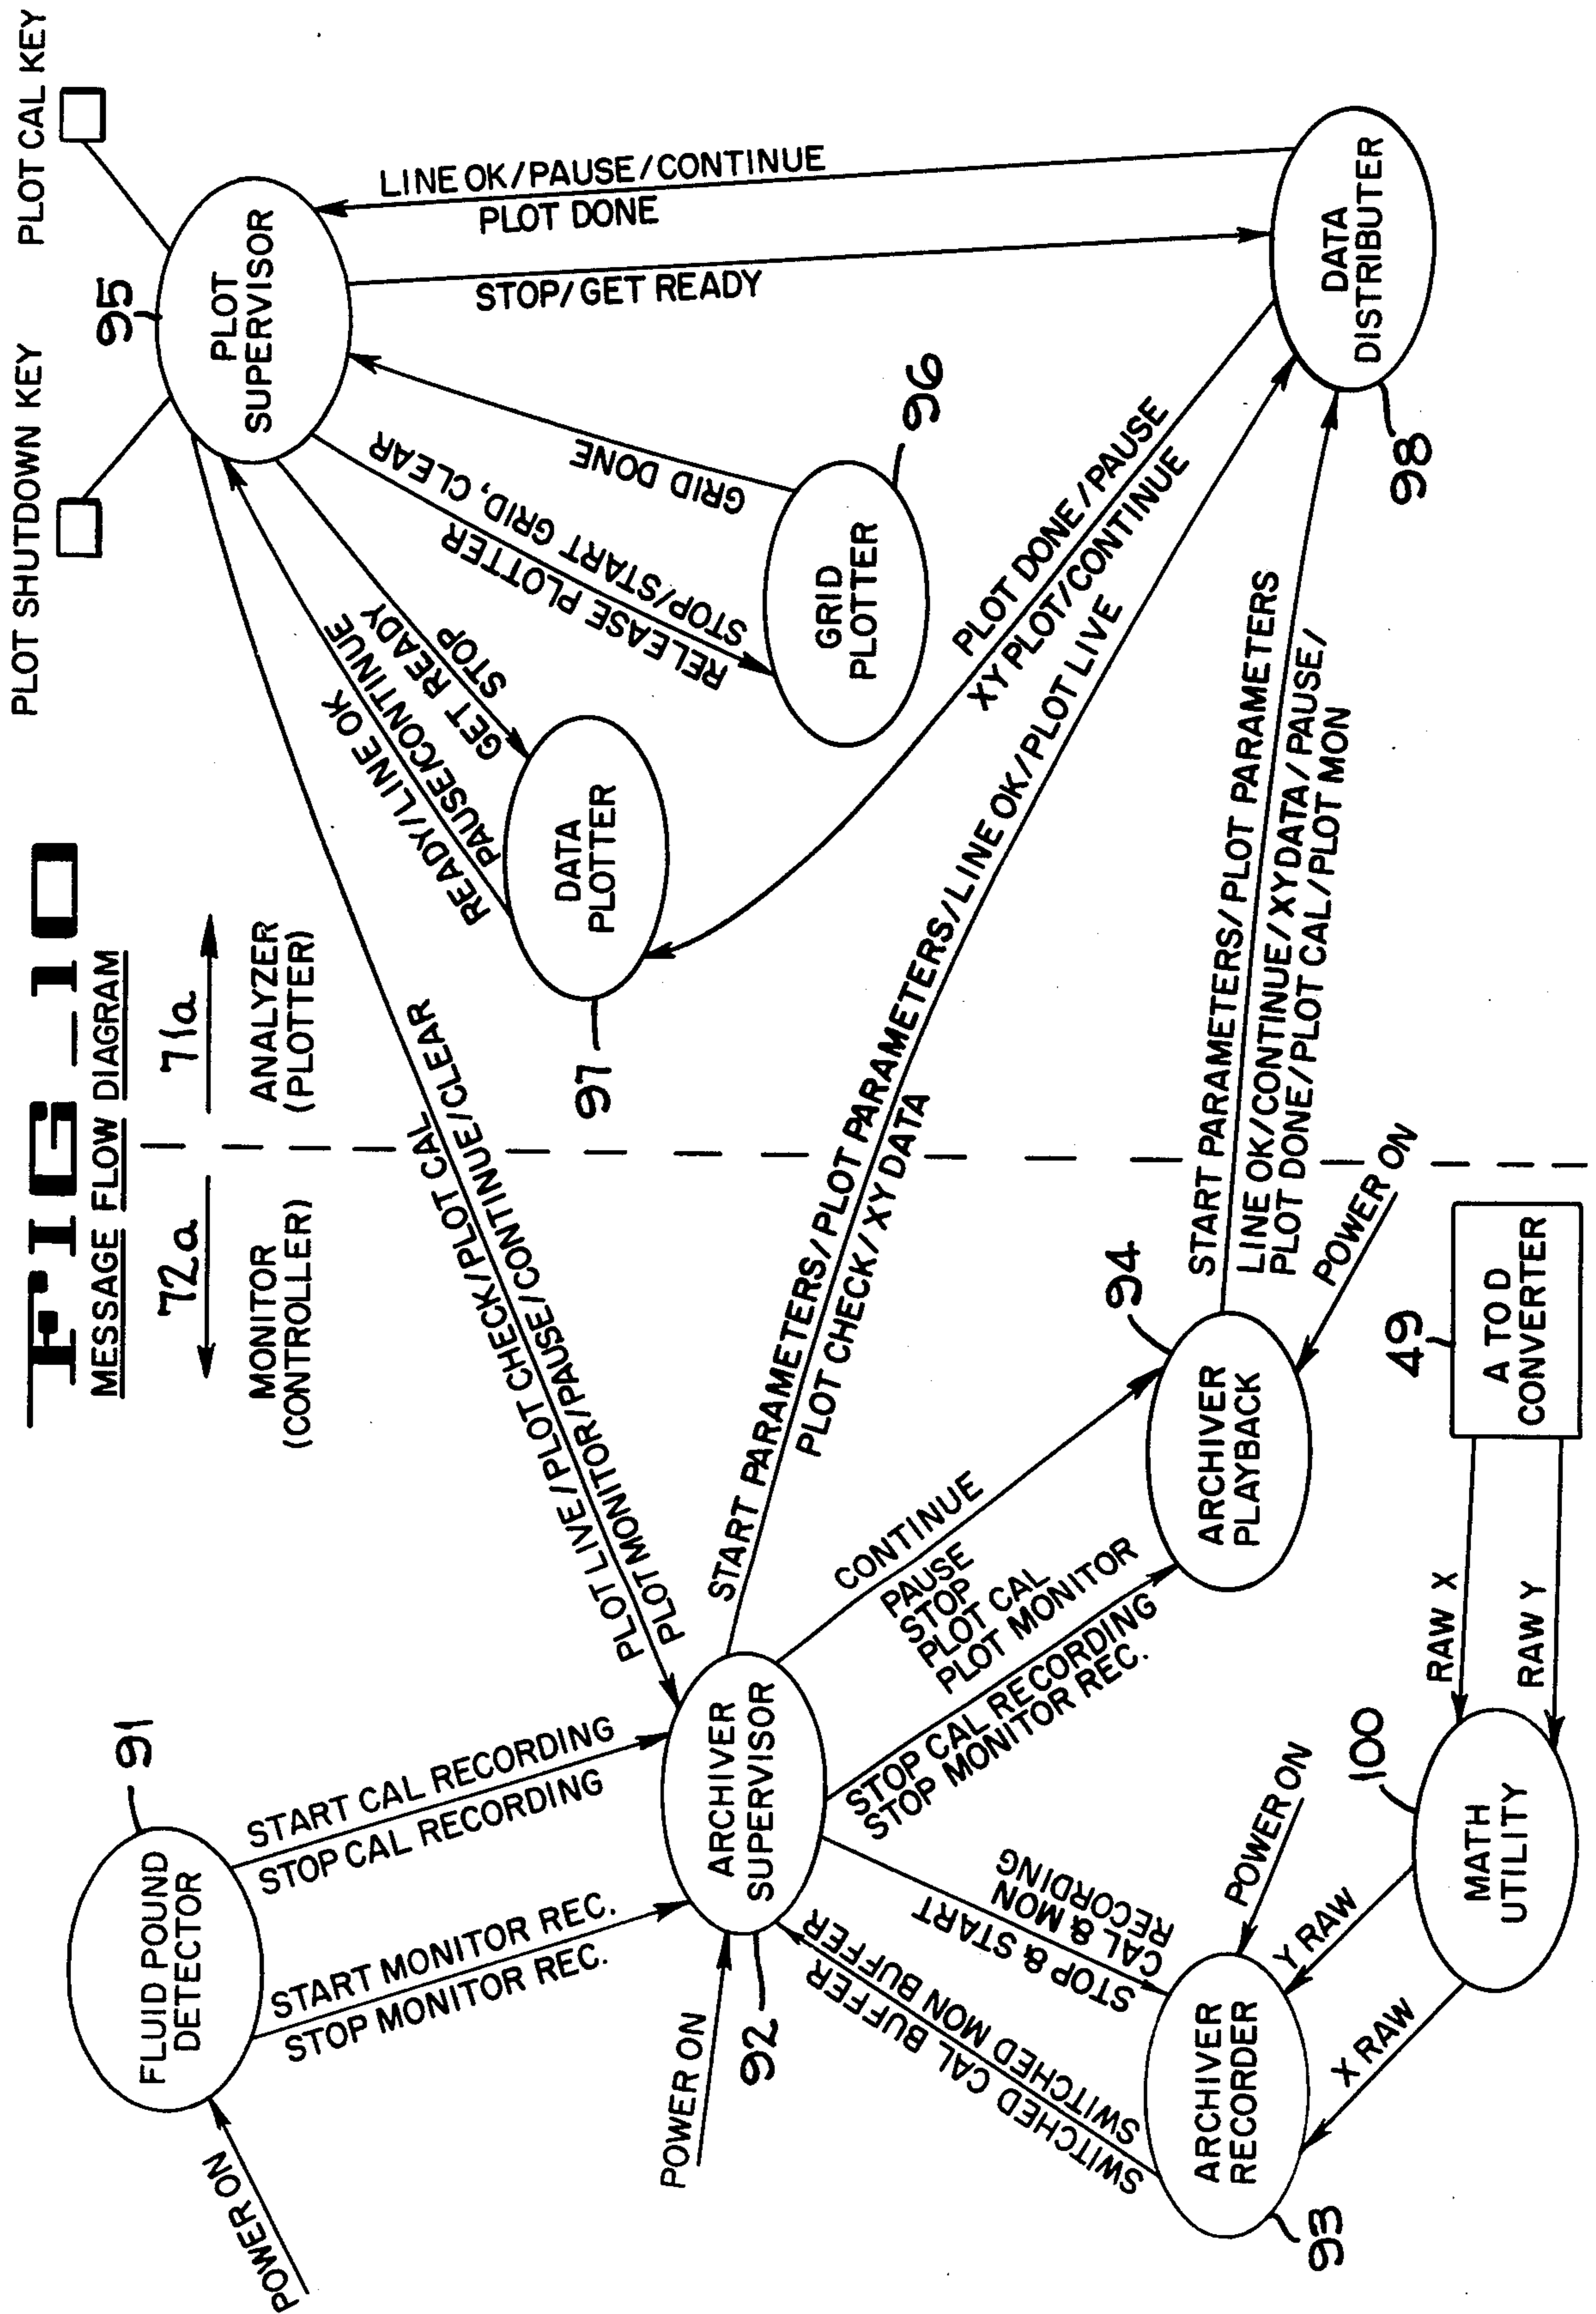 FIG_10
MESSAGE FLOW DIAGRAM
72a
71a
MONITOR
(CONTROLLER)
ANALYZER
(PLOTTER)
PLOT SHUTDOWN KEY
PLOT CAL KEY
95
PLOT
SUPERVISOR
POWER ON
91
FLUID POUND
DETECTOR
START CAL RECORDING
STOP CAL RECORDING
START MONITOR REC.
STOP MONITOR REC.
PLOT LIVE/PLOT CHECK/PLOT CAL
PLOT MONITOR/PAUSE/CONTINUE/CLEAR
READY/LINE OK
PAUSE/CONTINUE
GET READY
STOP
RELEASE PLOTTER
STOP/START GRID, CLEAR
GRID DONE
LINE OK/PAUSE/CONTINUE
PLOT DONE
STOP/GET READY
97
DATA
PLOTTER
96
GRID
PLOTTER
PLOT DONE/PAUSE
XY PLOT/CONTINUE
POWER ON
92
ARCHIVER
SUPERVISOR
START PARAMETERS/PLOT PARAMETERS/LINE OK/PLOT LIVE
PLOT CHECK/XY DATA
CONTINUE
PAUSE
STOP
PLOT CAL
PLOT MONITOR
STOP CAL RECORDING
STOP MONITOR REC.
STOP & START
CAL & MON
RECORDING
SWITCHED MON BUFFER
SWITCHED CAL BUFFER
93
ARCHIVER
RECORDER
POWER ON
94
ARCHIVER
PLAYBACK
POWER ON
START PARAMETERS/PLOT PARAMETERS
LINE OK/CONTINUE/XYDATA/PAUSE/
PLOT DONE/PLOT CAL/PLOT MON
98
DATA
DISTRIBUTER
Y RAW
X RAW
100
MATH
UTILITY
RAW X
RAW Y
49
A TO D
CONVERTER